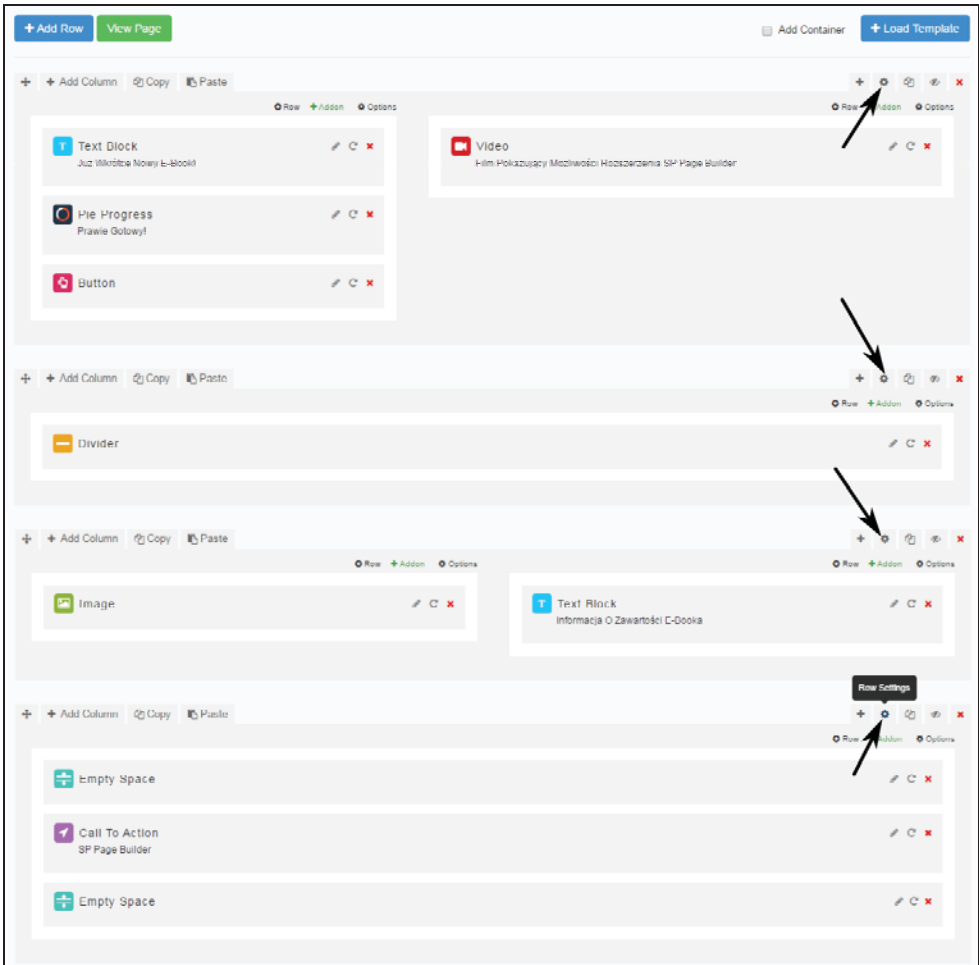 Add Row View Page Add Container Load Template
Add Column Copy Paste
Row Addon Options Row Addon Options
Text Block
Już Wkrótce Nowy E-Book!
Video
Film Pokazujący Możliwości Rozszerzenia SP Page Builder
Pie Progress
Prawie Gotowy!
Button
Add Column Copy Paste
Row Addon Options
Divider
Add Column Copy Paste
Row Addon Options Row Addon Options
Image
Text Block
Informacja O Zawartości E-Booka
Row Settings
Add Column Copy Paste
Row Addon Options
Empty Space
Call To Action
SP Page Builder
Empty Space